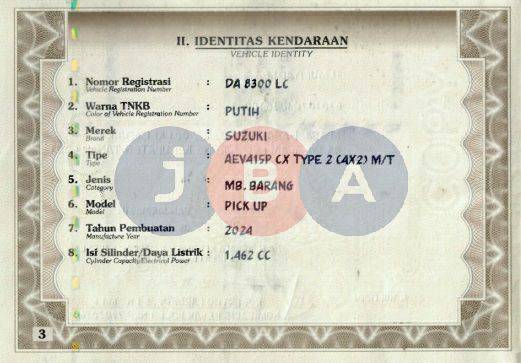 II. IDENTITAS KENDARAAN
VEHICLE IDENTITY
1. Nomor Registrasi : DA 8300 LC
Vehicle Registration Number
2. Warna TNKB : PUTIH
Color of Vehicle Registration Number
3. Merek : SUZUKI
Brand
4. Tipe : AEV415P CX TYPE 2 (4X2) M/T
Type
5. Jenis : MB. BARANG
Category
6. Model : PICK UP
Model
7. Tahun Pembuatan : 2024
Manufacture Year
8. Isi Silinder/Daya Listrik : 1.462 CC
Cylinder Capacity/Electrical Power
jBA
3